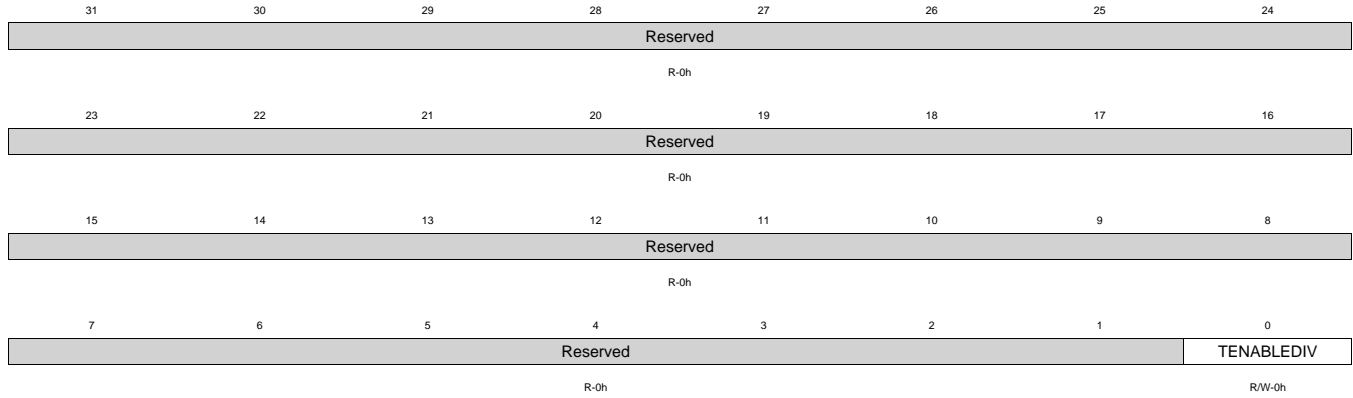 31 30 29 28 27 26 25 24
Reserved
R-0h
23 22 21 20 19 18 17 16
Reserved
R-0h
15 14 13 12 11 10 9 8
Reserved
R-0h
7 6 5 4 3 2 1 0
Reserved TENABLEDIV
R-0h R/W-0h